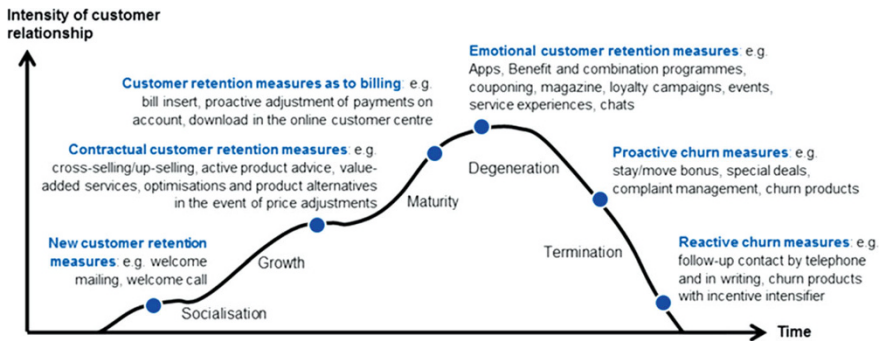 Intensity of customer
relationship
Emotional customer retention measures: e.g.
Apps, Benefit and combination programmes,
couponing, magazine, loyalty campaigns, events,
service experiences, chats
Customer retention measures as to billing: e.g.
bill insert, proactive adjustment of payments on
account, download in the online customer centre
Contractual customer retention measures: e.g.
cross-selling/up-selling, active product advice, value-
added services, optimisations and product alternatives
in the event of price adjustments
Degeneration
Proactive churn measures: e.g.
stay/move bonus, special deals,
complaint management, churn products
Maturity
New customer retention
measures: e.g. welcome
mailing, welcome call
Growth
Termination
Reactive churn measures: e.g.
follow-up contact by telephone
and in writing, churn products
with incentive intensifier
Socialisation
Time